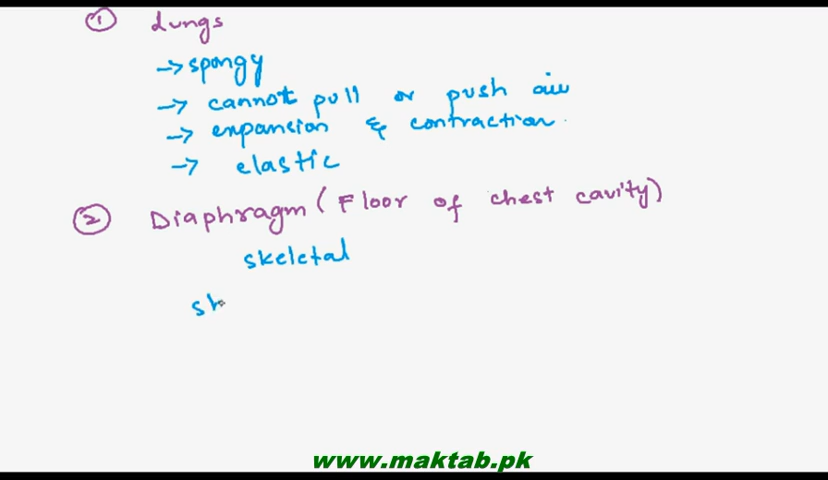 ① Lungs
→ spongy
→ cannot pull or push air
→ expansion & contraction.
→ elastic
② Diaphragm (Floor of chest cavity)
skeletal
sk
www.maktab.pk